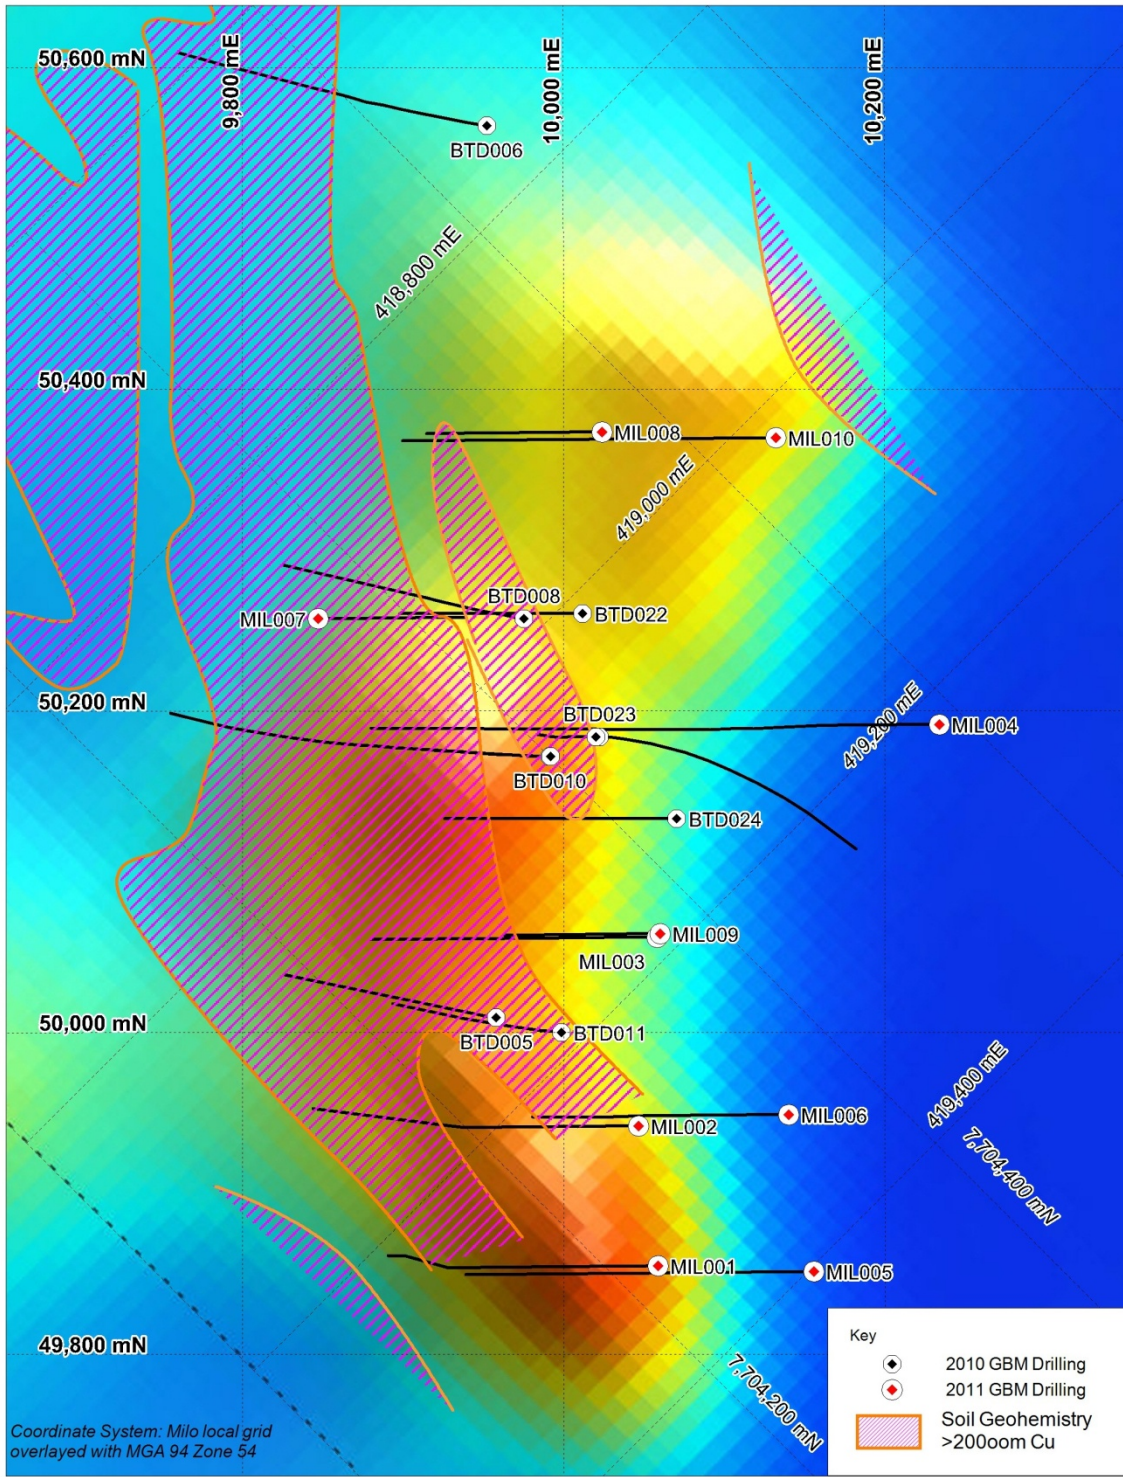 9,800 mE
10,000 mE
10,200 mE
50,600 mN
BTD006
418,800 mE
50,400 mN
MIL008
MIL010
419,000 mE
BTD008
MIL007
BTD022
50,200 mN
BTD023
419,200 mE
MIL004
BTD010
BTD024
MIL009
MIL003
50,000 mN
BTD005
BTD011
419,400 mE
MIL006
MIL002
7,704,400 mN
MIL001
MIL005
49,800 mN
7,704,200 mN
Key
2010 GBM Drilling
2011 GBM Drilling
Soil Geohemistry
>200oom Cu
Coordinate System: Milo local grid
overlayed with MGA 94 Zone 54